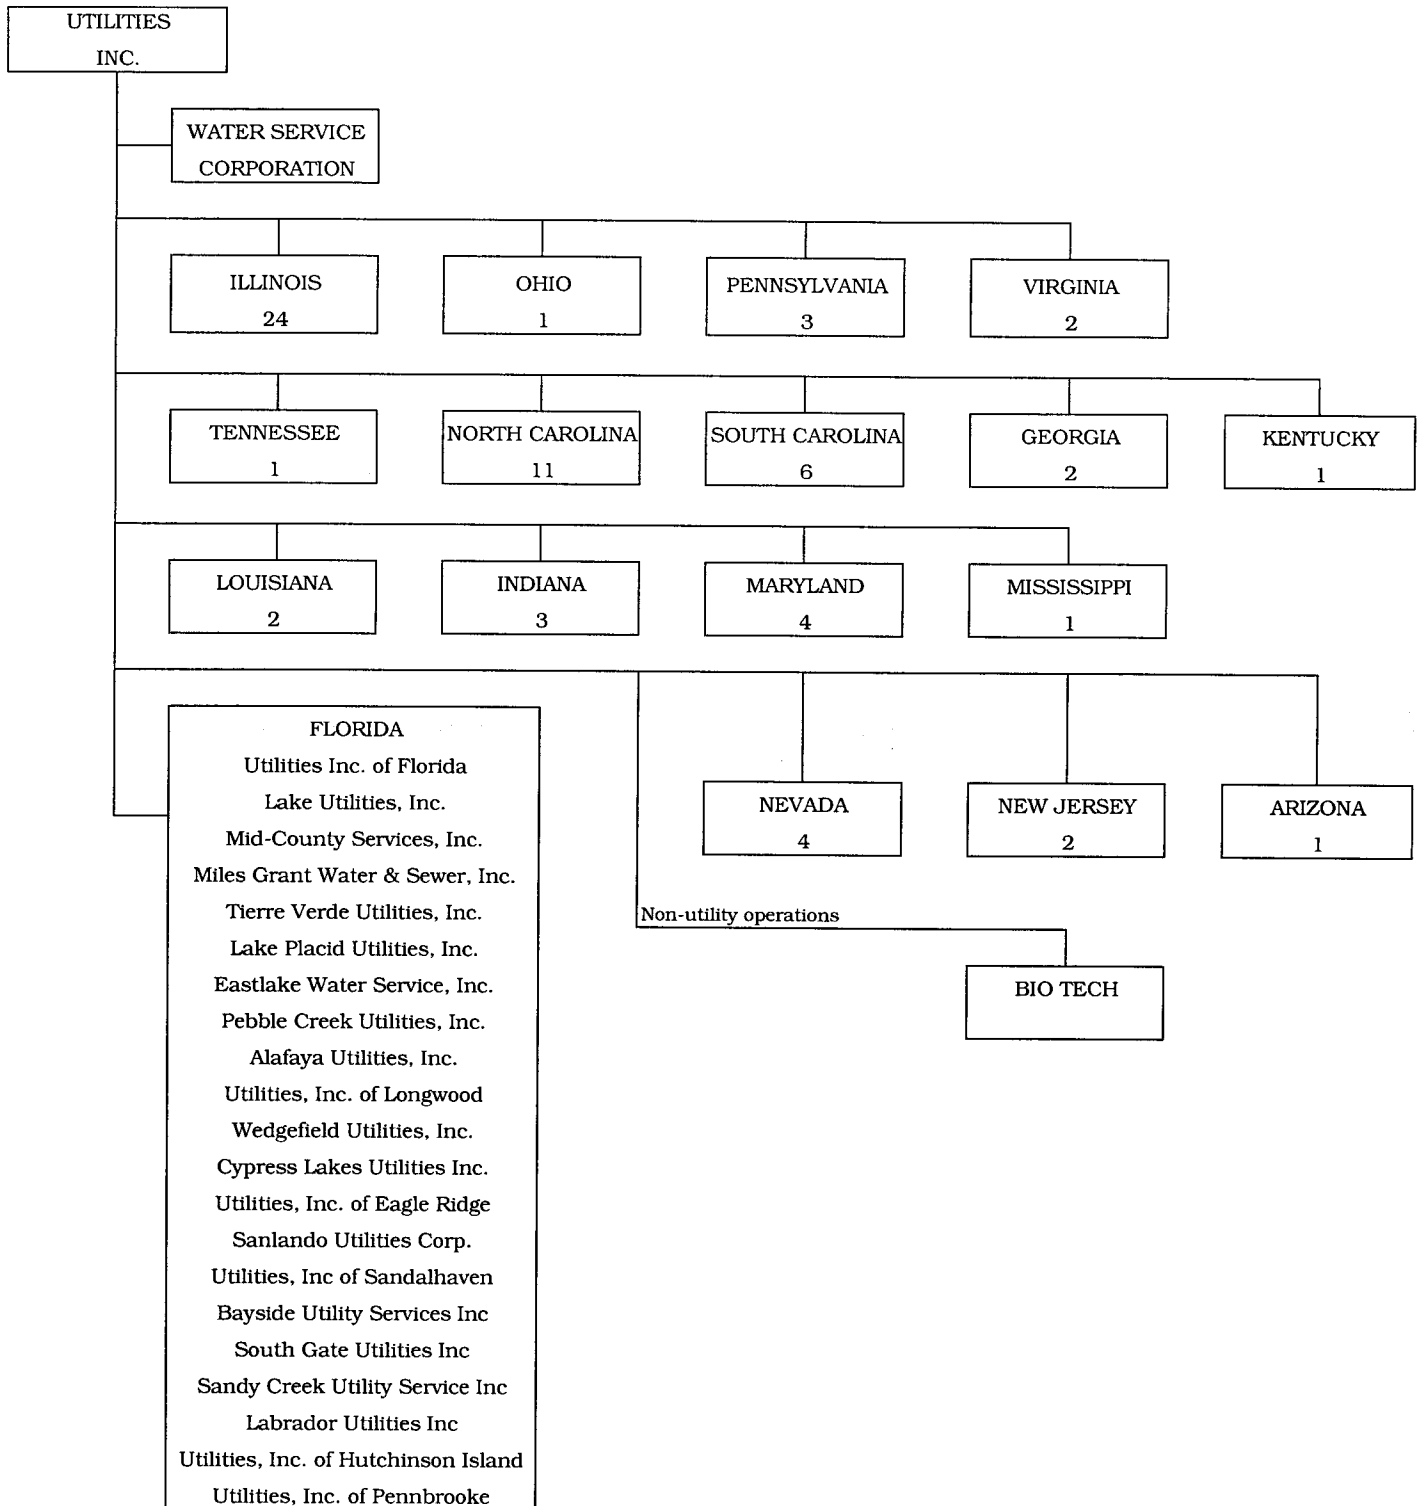 UTILITIES
INC.
WATER SERVICE
CORPORATION
ILLINOIS
24
OHIO
1
PENNSYLVANIA
3
VIRGINIA
2
TENNESSEE
1
NORTH CAROLINA
11
SOUTH CAROLINA
6
GEORGIA
2
KENTUCKY
1
LOUISIANA
2
INDIANA
3
MARYLAND
4
MISSISSIPPI
1
FLORIDA
Utilities Inc. of Florida
Lake Utilities, Inc.
Mid-County Services, Inc.
Miles Grant Water & Sewer, Inc.
Tierre Verde Utilities, Inc.
Lake Placid Utilities, Inc.
Eastlake Water Service, Inc.
Pebble Creek Utilities, Inc.
Alafaya Utilities, Inc.
Utilities, Inc. of Longwood
Wedgefield Utilities, Inc.
Cypress Lakes Utilities Inc.
Utilities, Inc. of Eagle Ridge
Sanlando Utilities Corp.
Utilities, Inc of Sandalhaven
Bayside Utility Services Inc
South Gate Utilities Inc
Sandy Creek Utility Service Inc
Labrador Utilities Inc
Utilities, Inc. of Hutchinson Island
Utilities, Inc. of Pennbrooke
NEVADA
4
NEW JERSEY
2
ARIZONA
1
Non-utility operations
BIO TECH